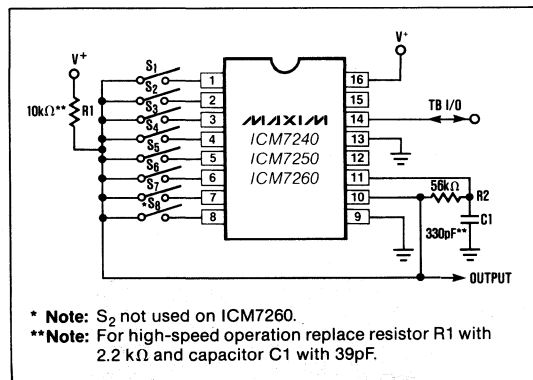 V+
10kΩ** R1
S1
S2
S3
S4
S5
S6
S7
*S8
1
2
3
4
5
6
7
8
MAXIM
ICM7240
ICM7250
ICM7260
16
15
14
13
12
11
10
9
V+
TB I/O
56kΩ
R2
C1
330pF**
OUTPUT
* Note: S2 not used on ICM7260.
**Note: For high-speed operation replace resistor R1 with
2.2 kΩ and capacitor C1 with 39pF.